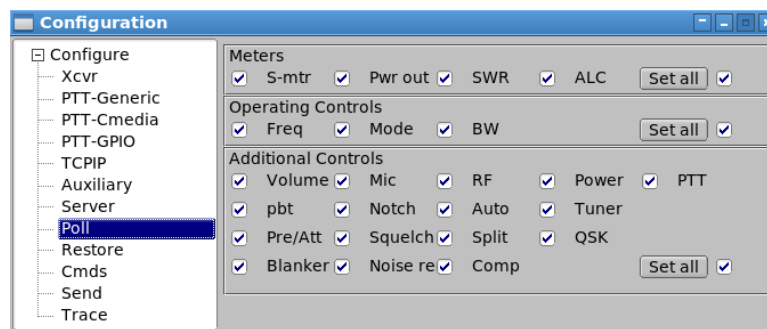 Configuration
Configure
Xcvr
PTT-Generic
PTT-Cmedia
PTT-GPIO
TCPIP
Auxiliary
Server
Poll
Restore
Cmds
Send
Trace
Meters
S-mtr Pwr out SWR ALC Set all
Operating Controls
Freq Mode BW Set all
Additional Controls
Volume Mic RF Power PTT
pbt Notch Auto Tuner
Pre/Att Squelch Split QSK
Blanker Noise re Comp Set all